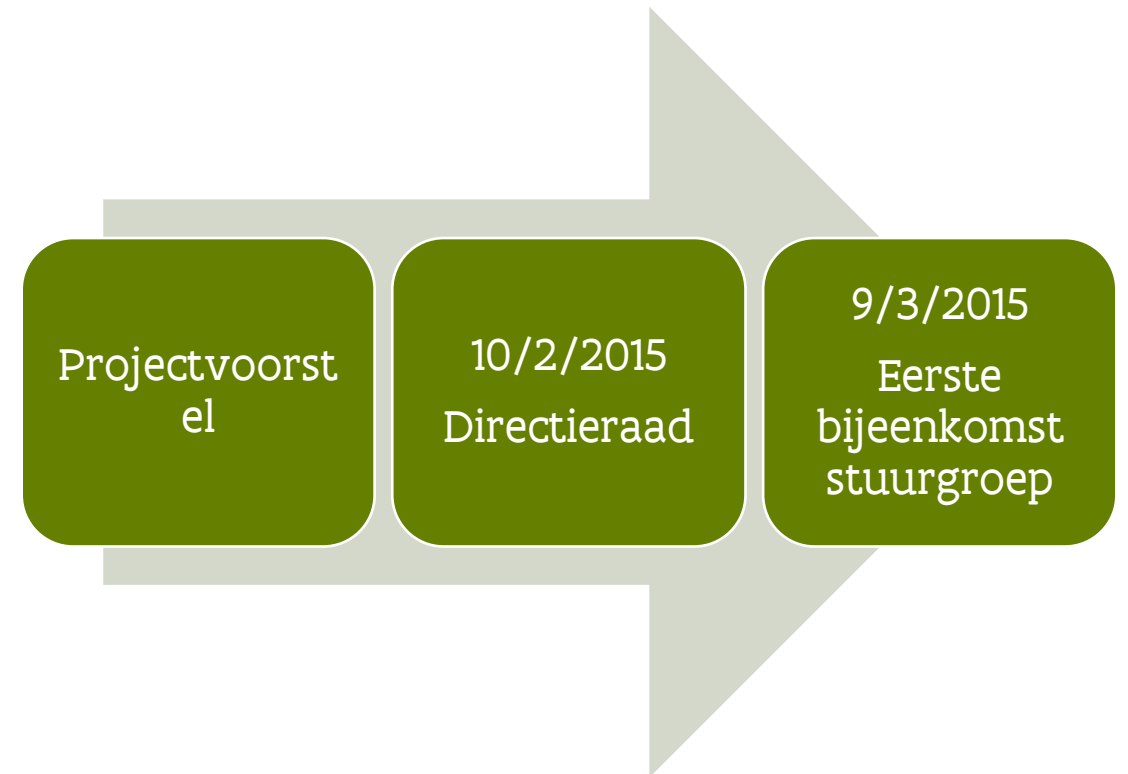 Projectvoorst
el
10/2/2015
Directieraad
9/3/2015
Eerste
bijeenkomst
stuurgroep